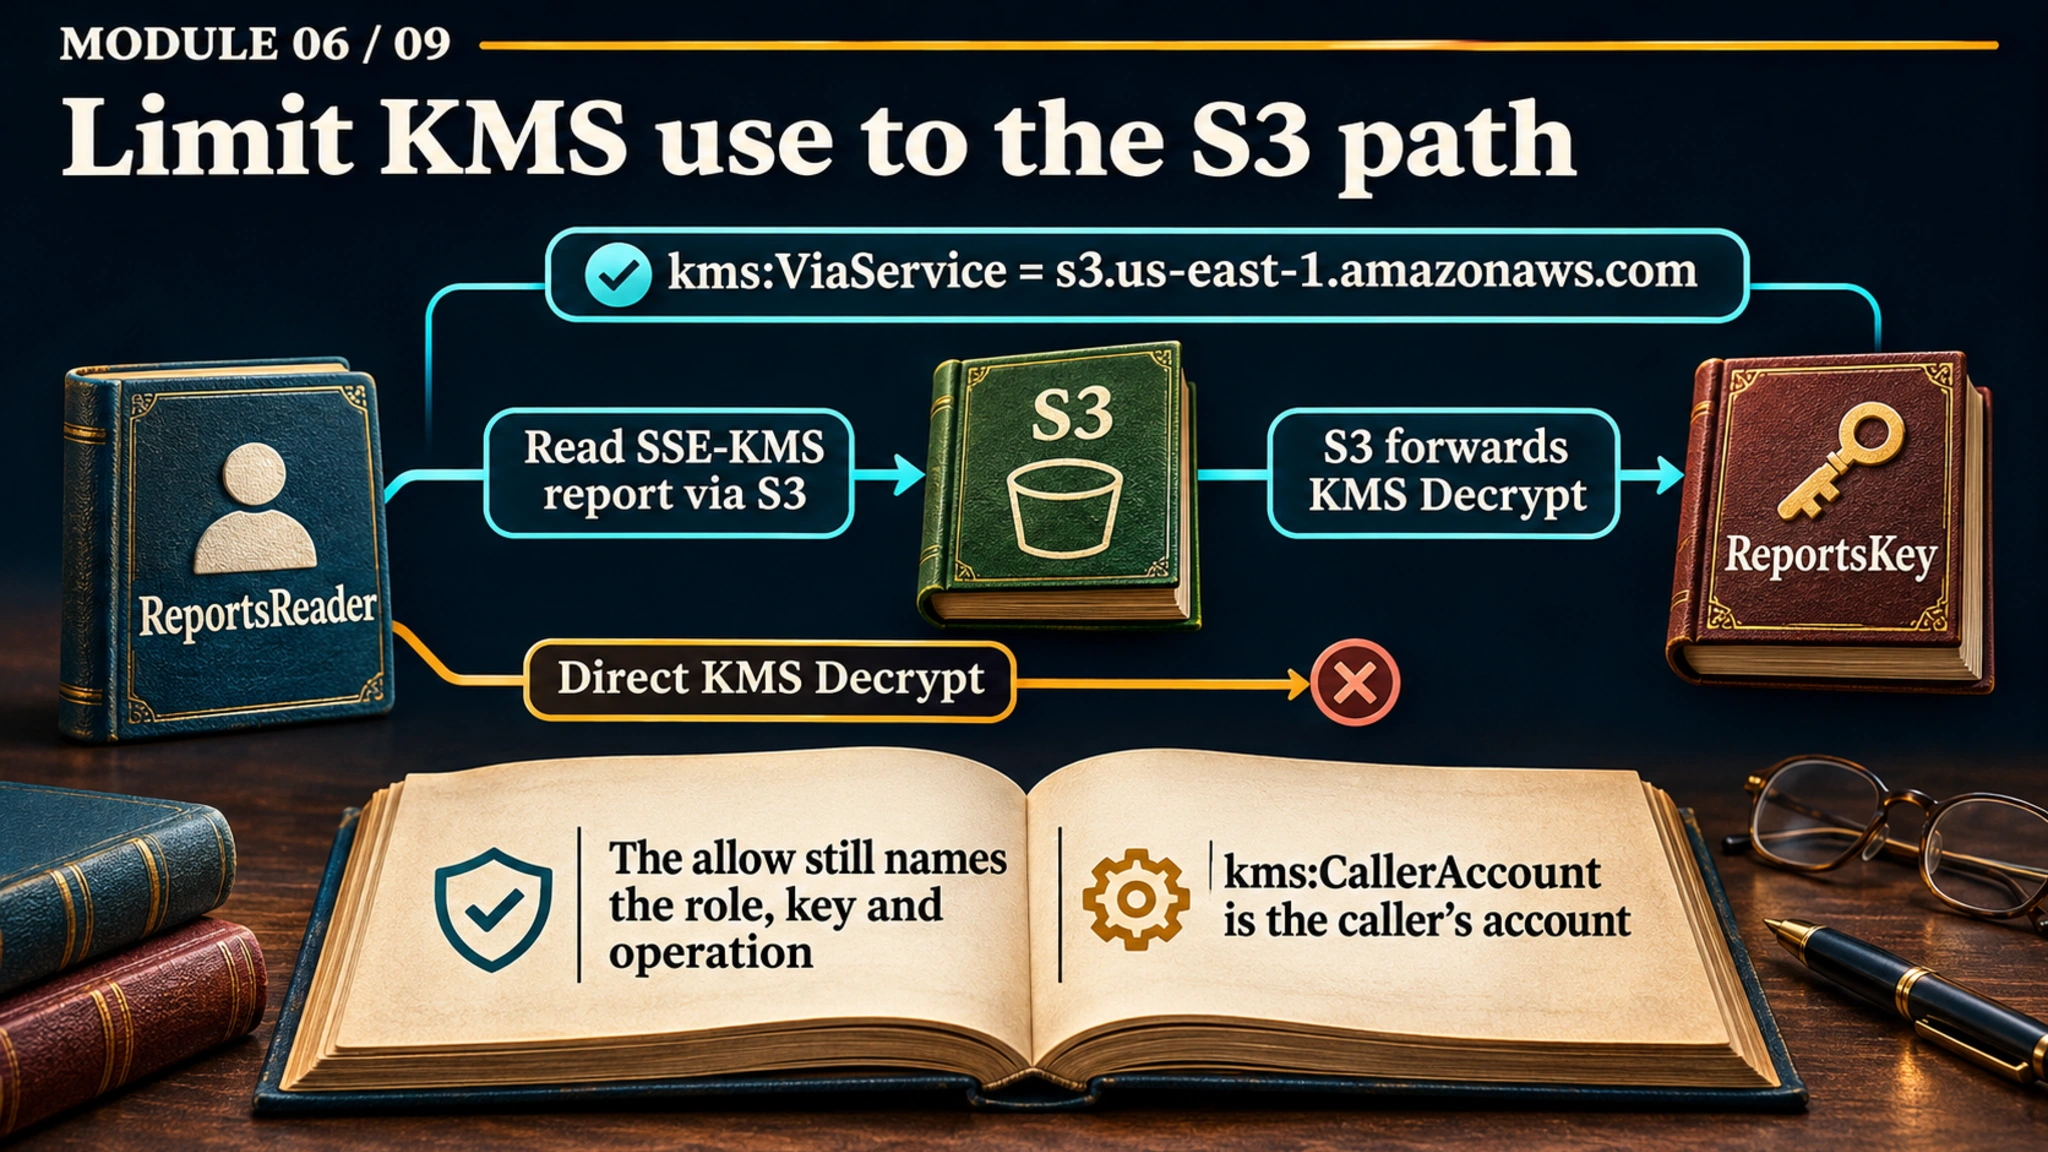 MODULE 06 / 09
Limit KMS use to the S3 path
kms:ViaService = s3.us-east-1.amazonaws.com
ReportsReader
Read SSE-KMS
report via S3
S3
S3 forwards
KMS Decrypt
ReportsKey
Direct KMS Decrypt
The allow still names
the role, key and
operation
kms:CallerAccount
is the caller's account